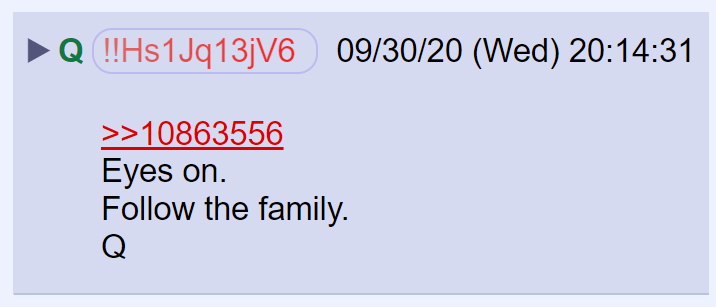 Q !!Hs1Jq13jV6 09/30/20 (Wed) 20:14:31
>>10863556
Eyes on.
Follow the family.
Q